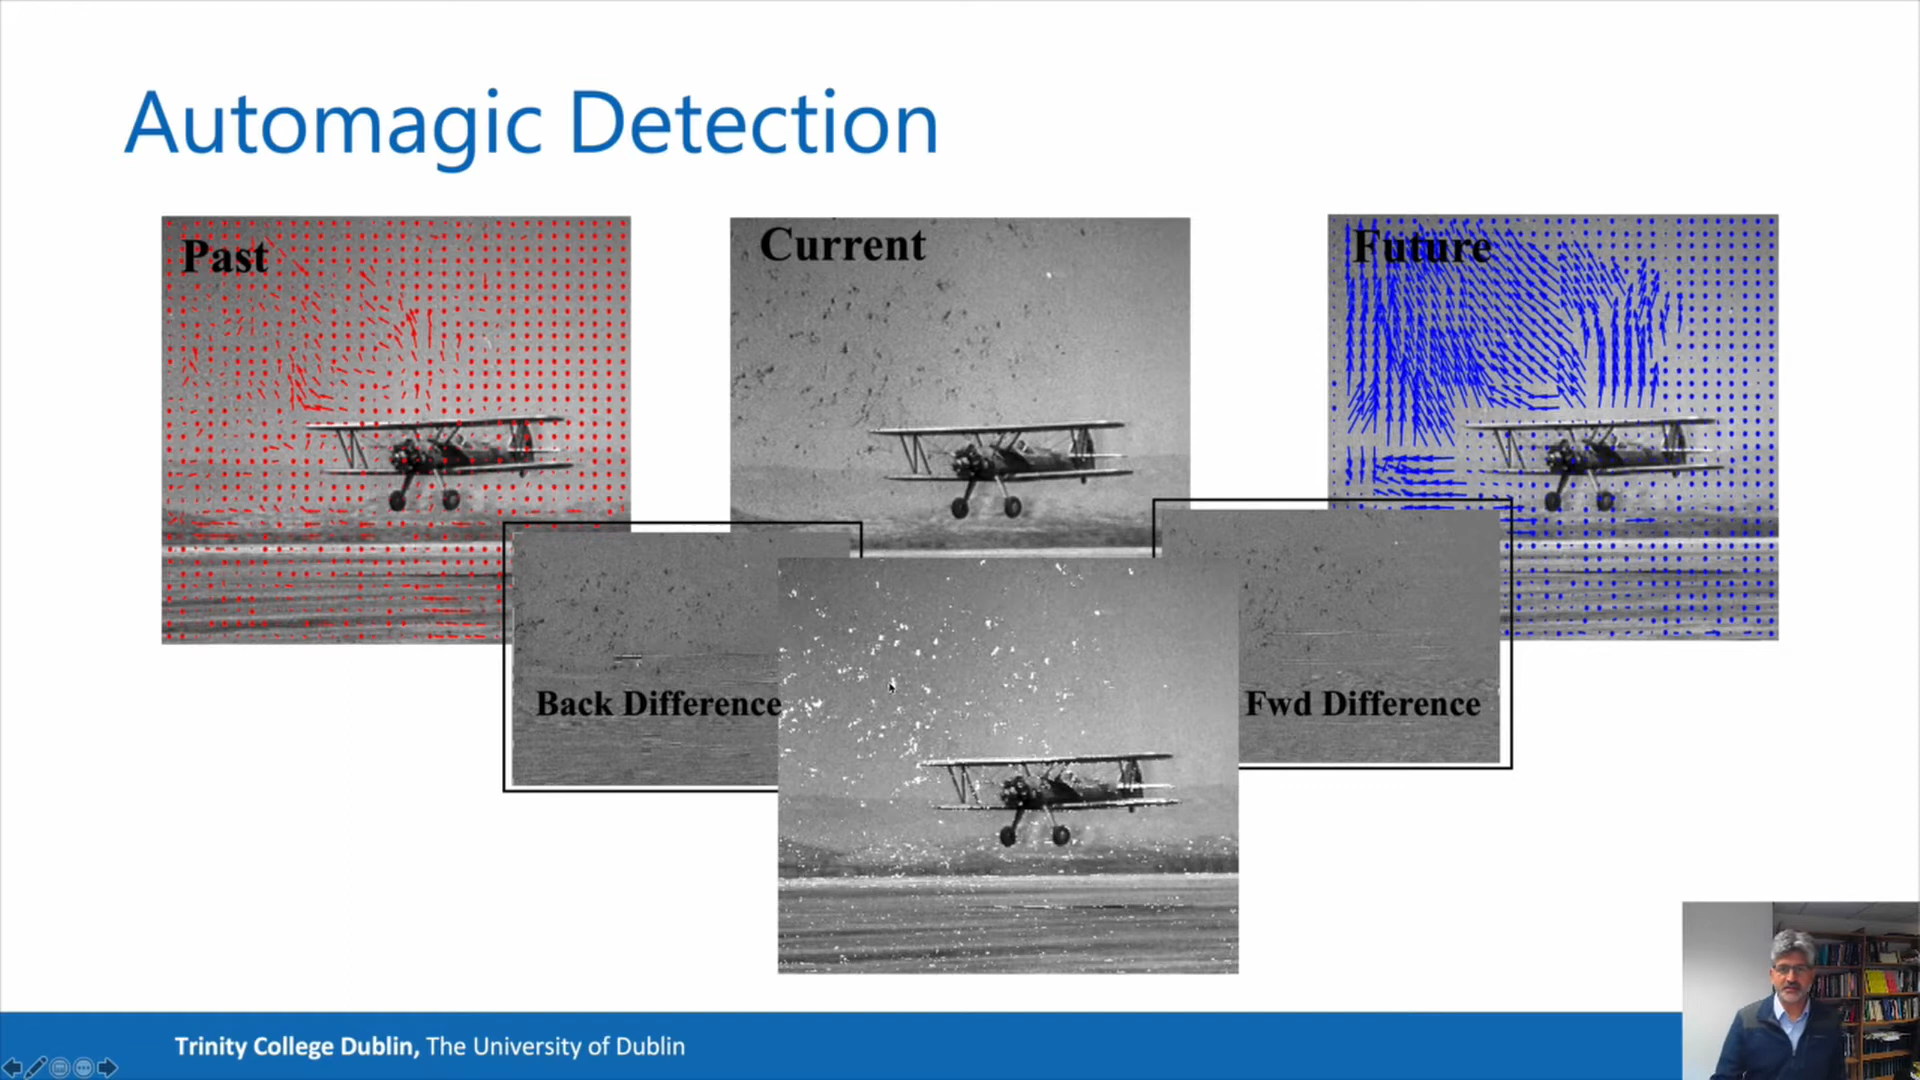 Automagic Detection
Past
Current
Future
Back Difference
Fwd Difference
Trinity College Dublin, The University of Dublin